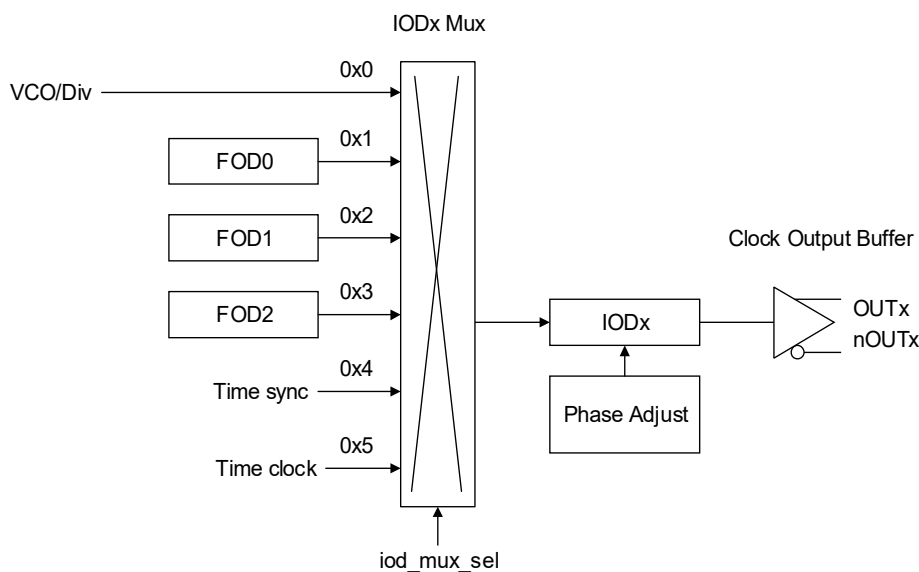 IODx Mux
0x0
VCO/Div
0x1
FOD0
0x2
FOD1
Clock Output Buffer
0x3
FOD2
IODx
OUTx
nOUTx
0x4
Time sync
Phase Adjust
0x5
Time clock
iod_mux_sel